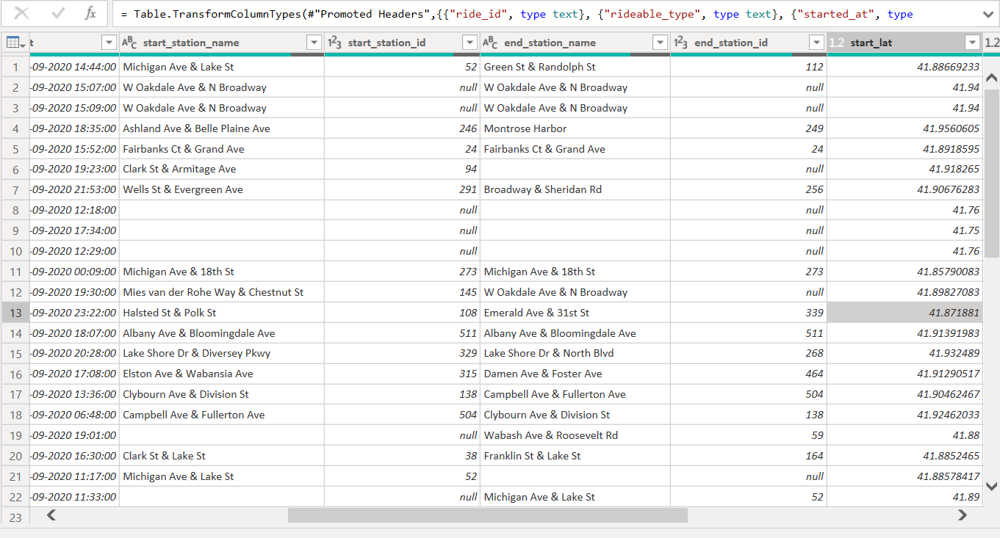 fx = Table.TransformColumnTypes(#"Promoted Headers",{{"ride_id", type text}, {"rideable_type", type text}, {"started_at", type
t ABC start_station_name 123 start_station_id ABC end_station_name 123 end_station_id 1.2 start_lat 1.2
1 -09-2020 14:44:00 Michigan Ave & Lake St 52 Green St & Randolph St 112 41.88669233
2 -09-2020 15:07:00 W Oakdale Ave & N Broadway null W Oakdale Ave & N Broadway null 41.94
3 -09-2020 15:09:00 W Oakdale Ave & N Broadway null W Oakdale Ave & N Broadway null 41.94
4 -09-2020 18:35:00 Ashland Ave & Belle Plaine Ave 246 Montrose Harbor 249 41.9560605
5 -09-2020 15:52:00 Fairbanks Ct & Grand Ave 24 Fairbanks Ct & Grand Ave 24 41.8918595
6 -09-2020 19:23:00 Clark St & Armitage Ave 94 null 41.918265
7 -09-2020 21:53:00 Wells St & Evergreen Ave 291 Broadway & Sheridan Rd 256 41.90676283
8 -09-2020 12:18:00 null null 41.76
9 -09-2020 17:34:00 null null 41.75
10 -09-2020 12:29:00 null null 41.76
11 -09-2020 00:09:00 Michigan Ave & 18th St 273 Michigan Ave & 18th St 273 41.85790083
12 -09-2020 19:30:00 Mies van der Rohe Way & Chestnut St 145 W Oakdale Ave & N Broadway null 41.89827083
13 -09-2020 23:22:00 Halsted St & Polk St 108 Emerald Ave & 31st St 339 41.871881
14 -09-2020 18:07:00 Albany Ave & Bloomingdale Ave 511 Albany Ave & Bloomingdale Ave 511 41.91391983
15 -09-2020 20:28:00 Lake Shore Dr & Diversey Pkwy 329 Lake Shore Dr & North Blvd 268 41.932489
16 -09-2020 17:08:00 Elston Ave & Wabansia Ave 315 Damen Ave & Foster Ave 464 41.91290517
17 -09-2020 13:36:00 Clybourn Ave & Division St 138 Campbell Ave & Fullerton Ave 504 41.90462467
18 -09-2020 06:48:00 Campbell Ave & Fullerton Ave 504 Clybourn Ave & Division St 138 41.92462033
19 -09-2020 19:01:00 null Wabash Ave & Roosevelt Rd 59 41.88
20 -09-2020 16:30:00 Clark St & Lake St 38 Franklin St & Lake St 164 41.8852465
21 -09-2020 11:17:00 Michigan Ave & Lake St 52 null 41.88578417
22 -09-2020 11:33:00 null Michigan Ave & Lake St 52 41.89
23